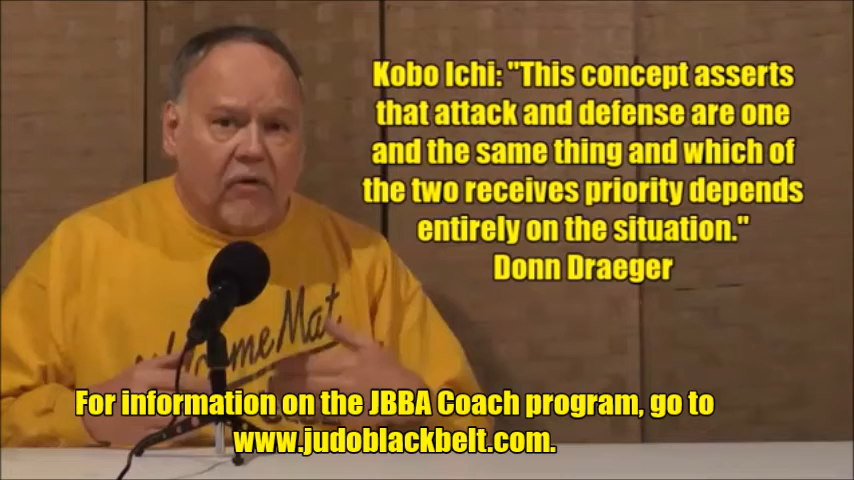 Kobo Ichi: "This concept asserts
that attack and defense are one
and the same thing and which of
the two receives priority depends
entirely on the situation."
Donn Draeger
Mat.
For information on the JBBA Coach program, go to
www.judoblackbelt.com.